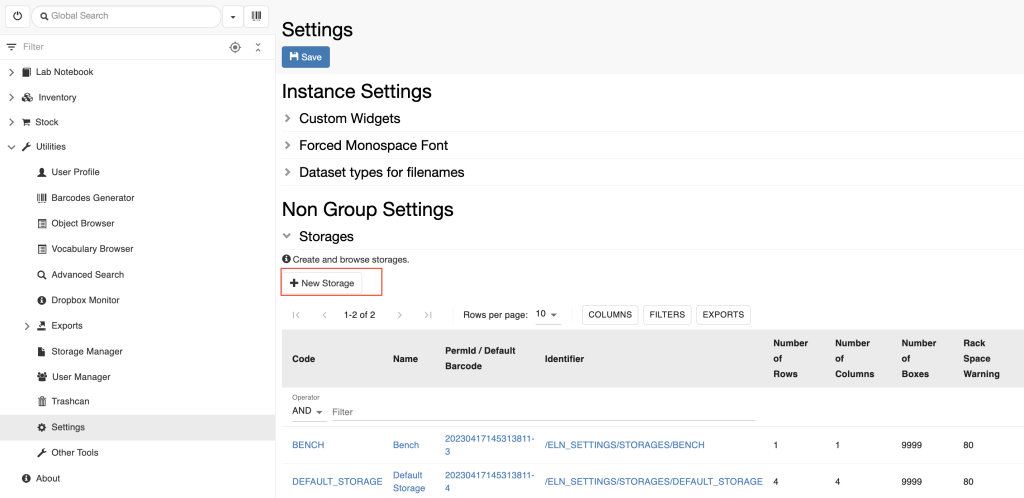 Global Search
Filter
Lab Notebook
Inventory
Stock
Utilities
User Profile
Barcodes Generator
Object Browser
Vocabulary Browser
Advanced Search
Dropbox Monitor
Exports
Storage Manager
User Manager
Trashcan
Settings
Other Tools
About
Settings
Save
Instance Settings
Custom Widgets
Forced Monospace Font
Dataset types for filenames
Non Group Settings
Storages
Create and browse storages.
New Storage
1-2 of 2 Rows per page: 10 COLUMNS FILTERS EXPORTS
Code Name PermId / Default Barcode Identifier Number of Rows Number of Columns Number of Boxes Rack Space Warning
Operator
AND Filter
BENCH Bench 20230417145313811-3 /ELN_SETTINGS/STORAGES/BENCH 1 1 9999 80
DEFAULT_STORAGE Default Storage 20230417145313811-4 /ELN_SETTINGS/STORAGES/DEFAULT_STORAGE 4 4 9999 80